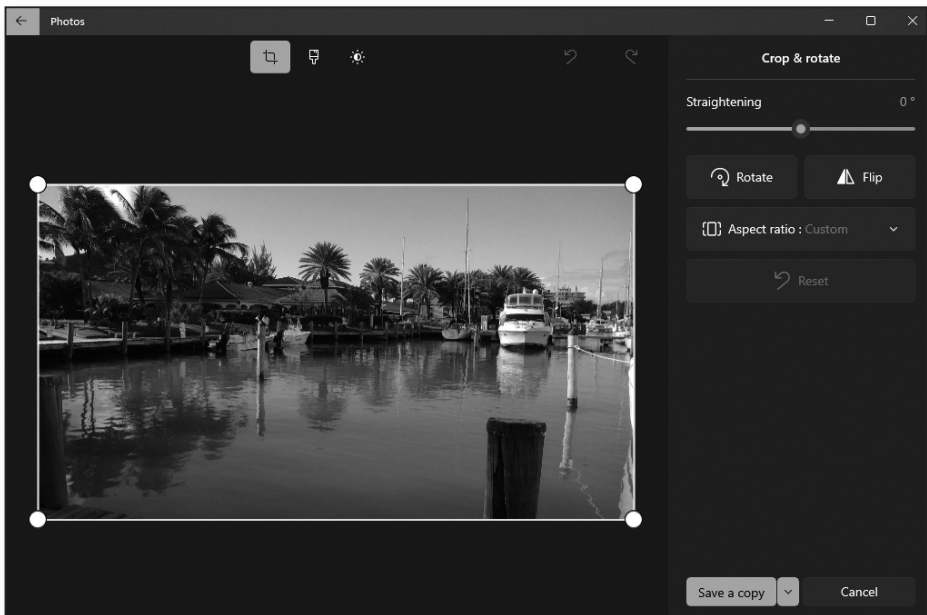 Photos
Crop & rotate
Straightening 0 °
Rotate Flip
Aspect ratio : Custom
Reset
Save a copy Cancel